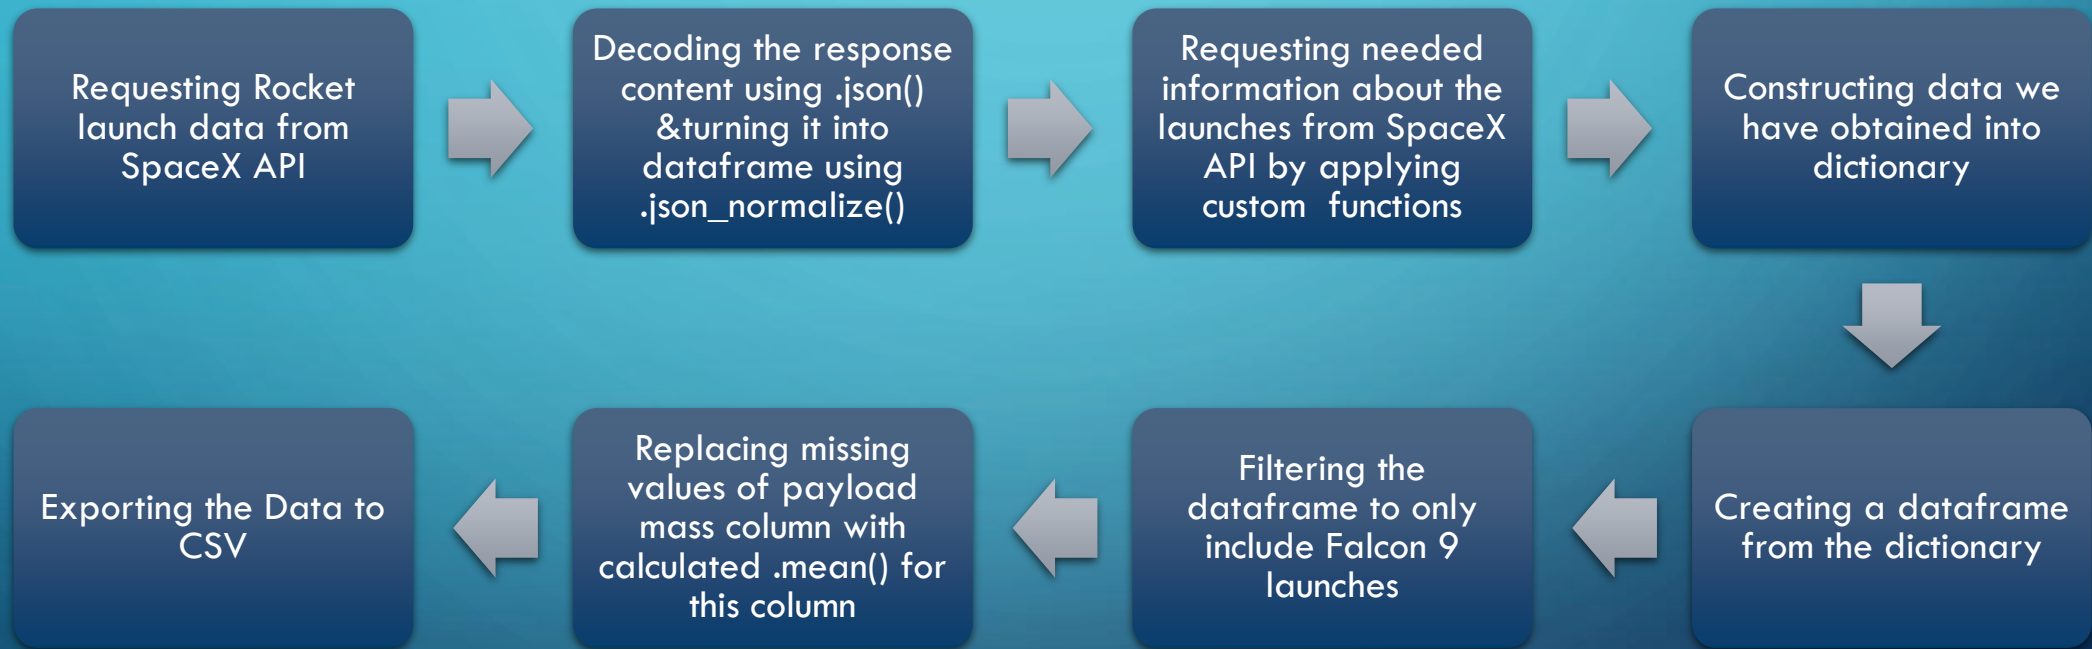 Requesting Rocket
launch data from
SpaceX API
Decoding the response
content using .json()
&turning it into
dataframe using
.json_normalize()
Requesting needed
information about the
launches from SpaceX
API by applying
custom functions
Constructing data we
have obtained into
dictionary
Creating a dataframe
from the dictionary
Filtering the
dataframe to only
include Falcon 9
launches
Replacing missing
values of payload
mass column with
calculated .mean() for
this column
Exporting the Data to
CSV